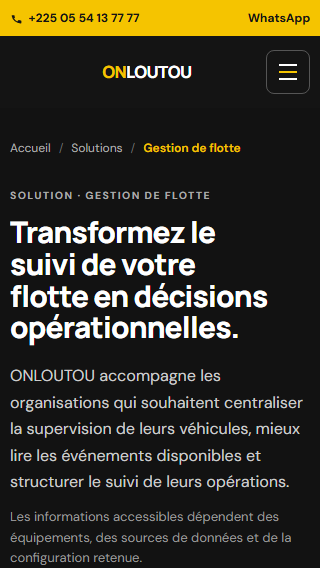 +225 05 54 13 77 77 WhatsApp
ONLOUTOU
Accueil / Solutions / Gestion de flotte
SOLUTION · GESTION DE FLOTTE
Transformez le
suivi de votre
flotte en décisions
opérationnelles.
ONLOUTOU accompagne les
organisations qui souhaitent centraliser
la supervision de leurs véhicules, mieux
lire les événements disponibles et
structurer le suivi de leurs opérations.
Les informations accessibles dépendent des
équipements, des sources de données et de la
configuration retenue.